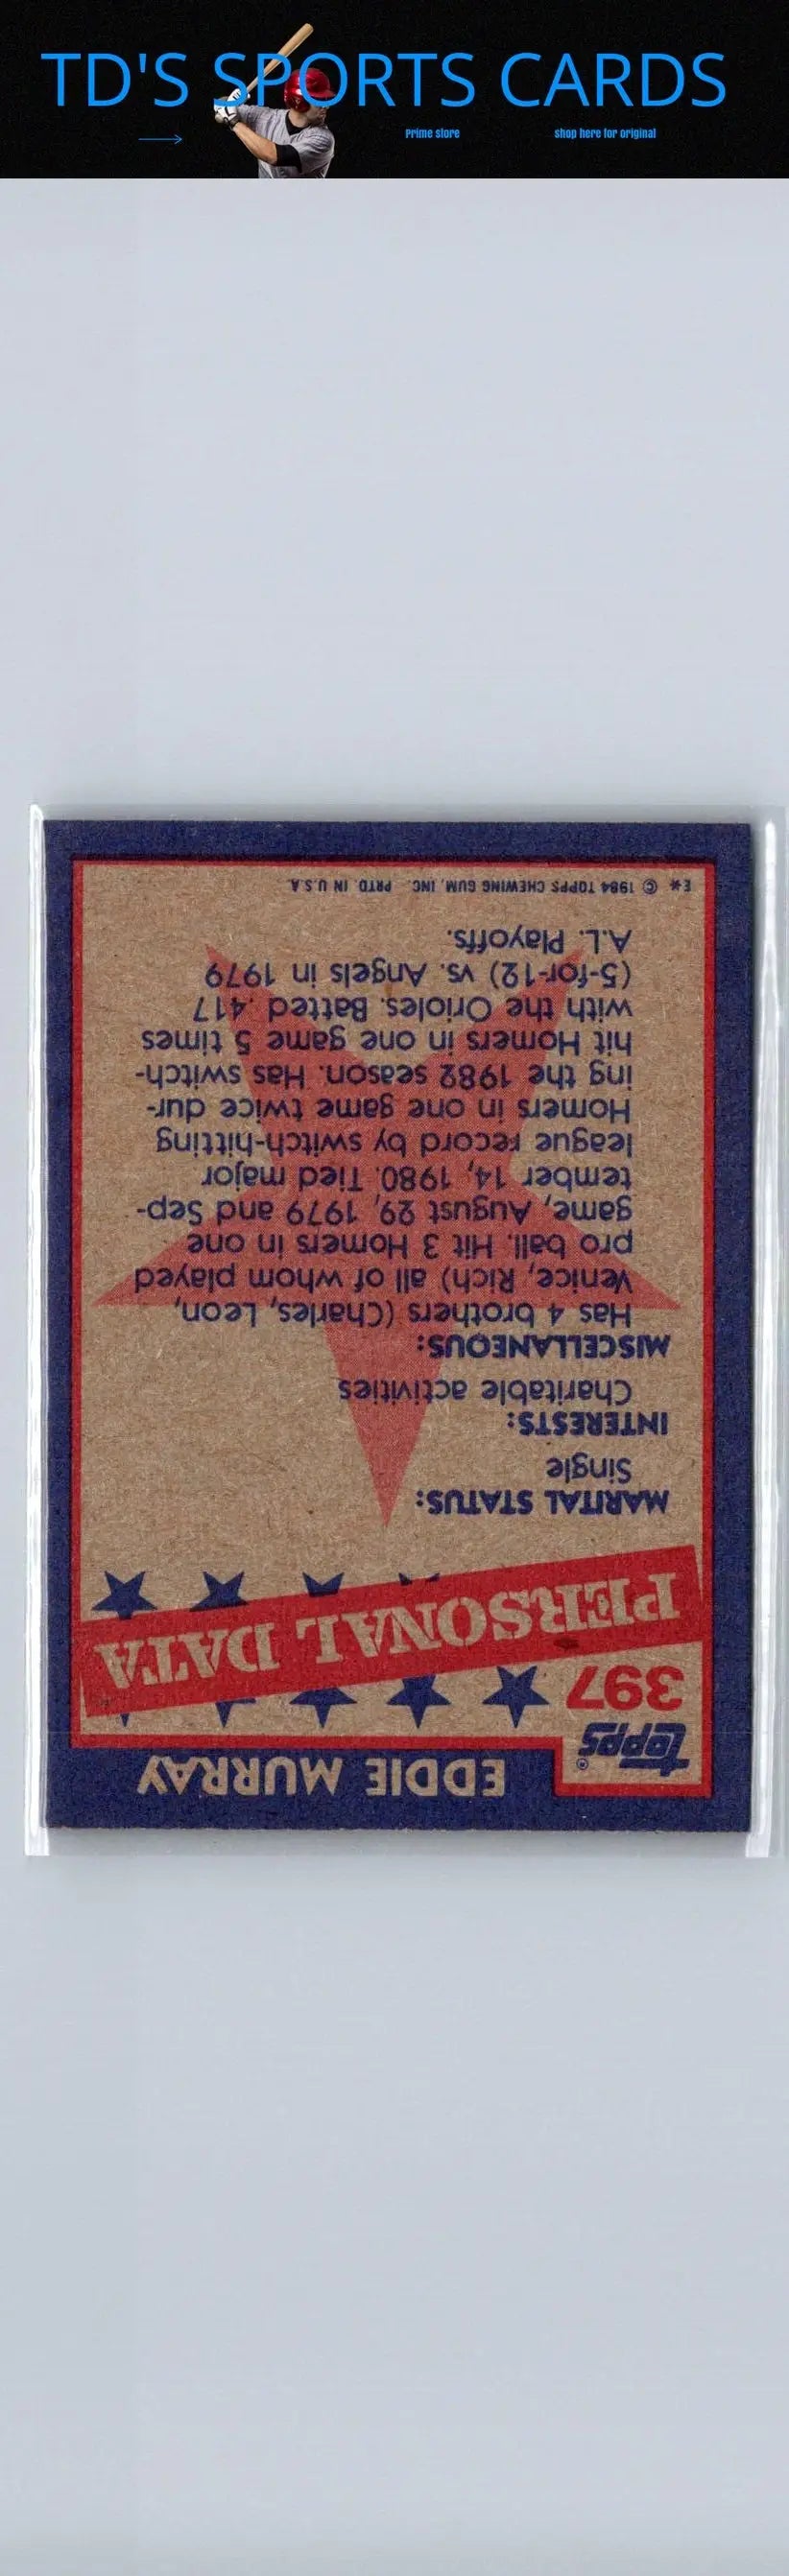 TD'S SPORTS CARDS
Prime store
shop here for original
topps®
EDDIE MURRAY
397
PERSONAL DATA
MARITAL STATUS:
Single
INTERESTS:
Charitable activities
MISCELLANEOUS:
Has 4 brothers (Charles, Leon,
Venice, Rich) all of whom played
pro ball. Hit 3 Homers in one
game, August 29, 1979 and Sep-
tember 14, 1980. Tied major
league record by switch-hitting
Homers in one game twice dur-
ing the 1982 season. Has switch-
hit Homers in one game 5 times
with the Orioles. Batted .417
(5-for-12) vs. Angels in 1979
A.L. Playoffs.
E* © 1984 TOPPS CHEWING GUM, INC. PRTD. IN U.S.A.